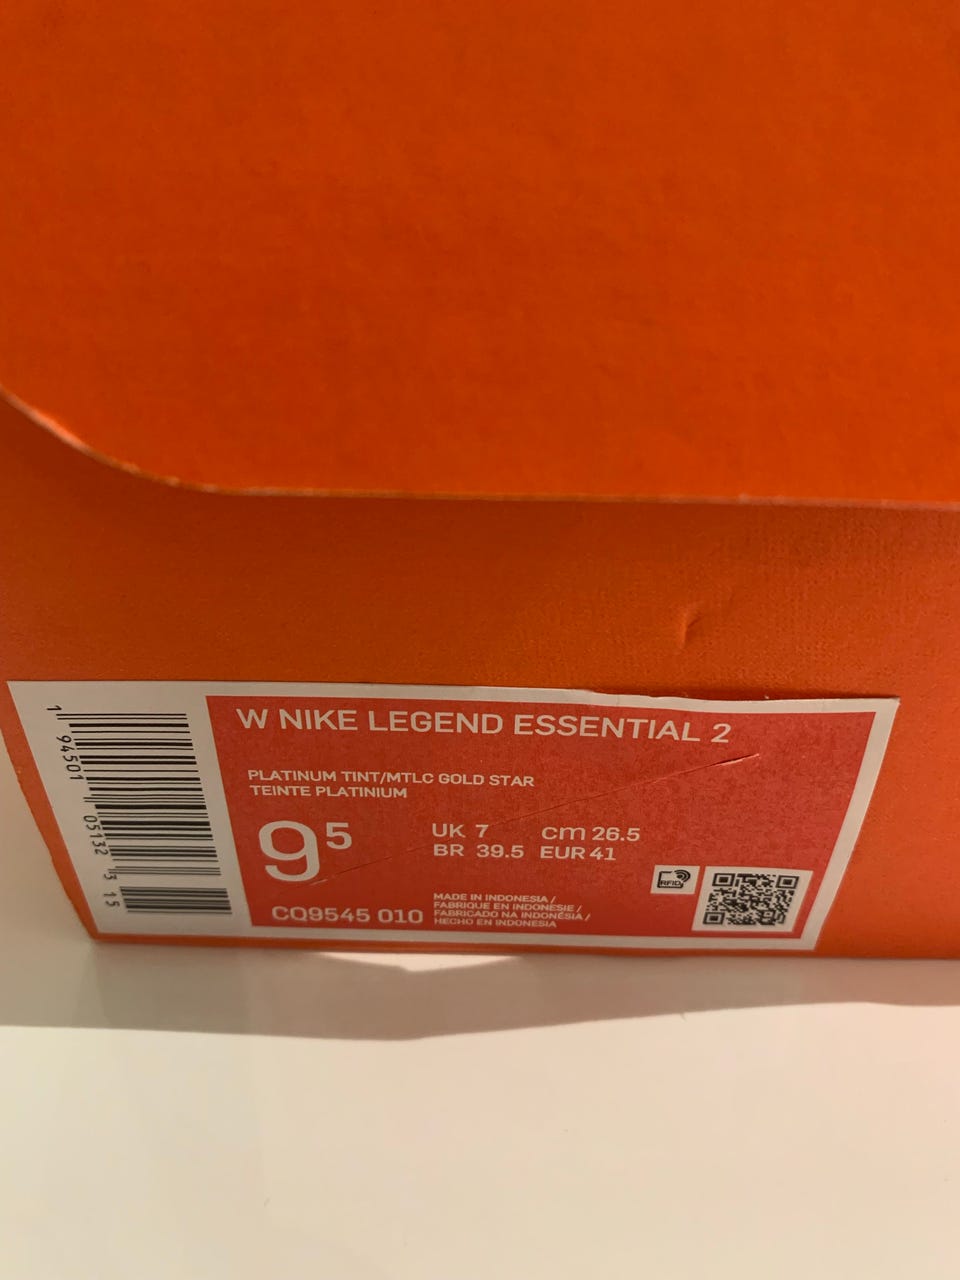 W NIKE LEGEND ESSENTIAL 2
PLATINUM TINT/MTLC GOLD STAR
TEINTE PLATINIUM
9 5
UK 7 cm 26.5
BR 39.5 EUR 41
RFID
CQ9545 010
MADE IN INDONESIA /
FABRIQUE EN INDONESIE /
FABRICADO NA INDONÉSIA /
HECHO EN INDONESIA
1 94501 05132 3 15